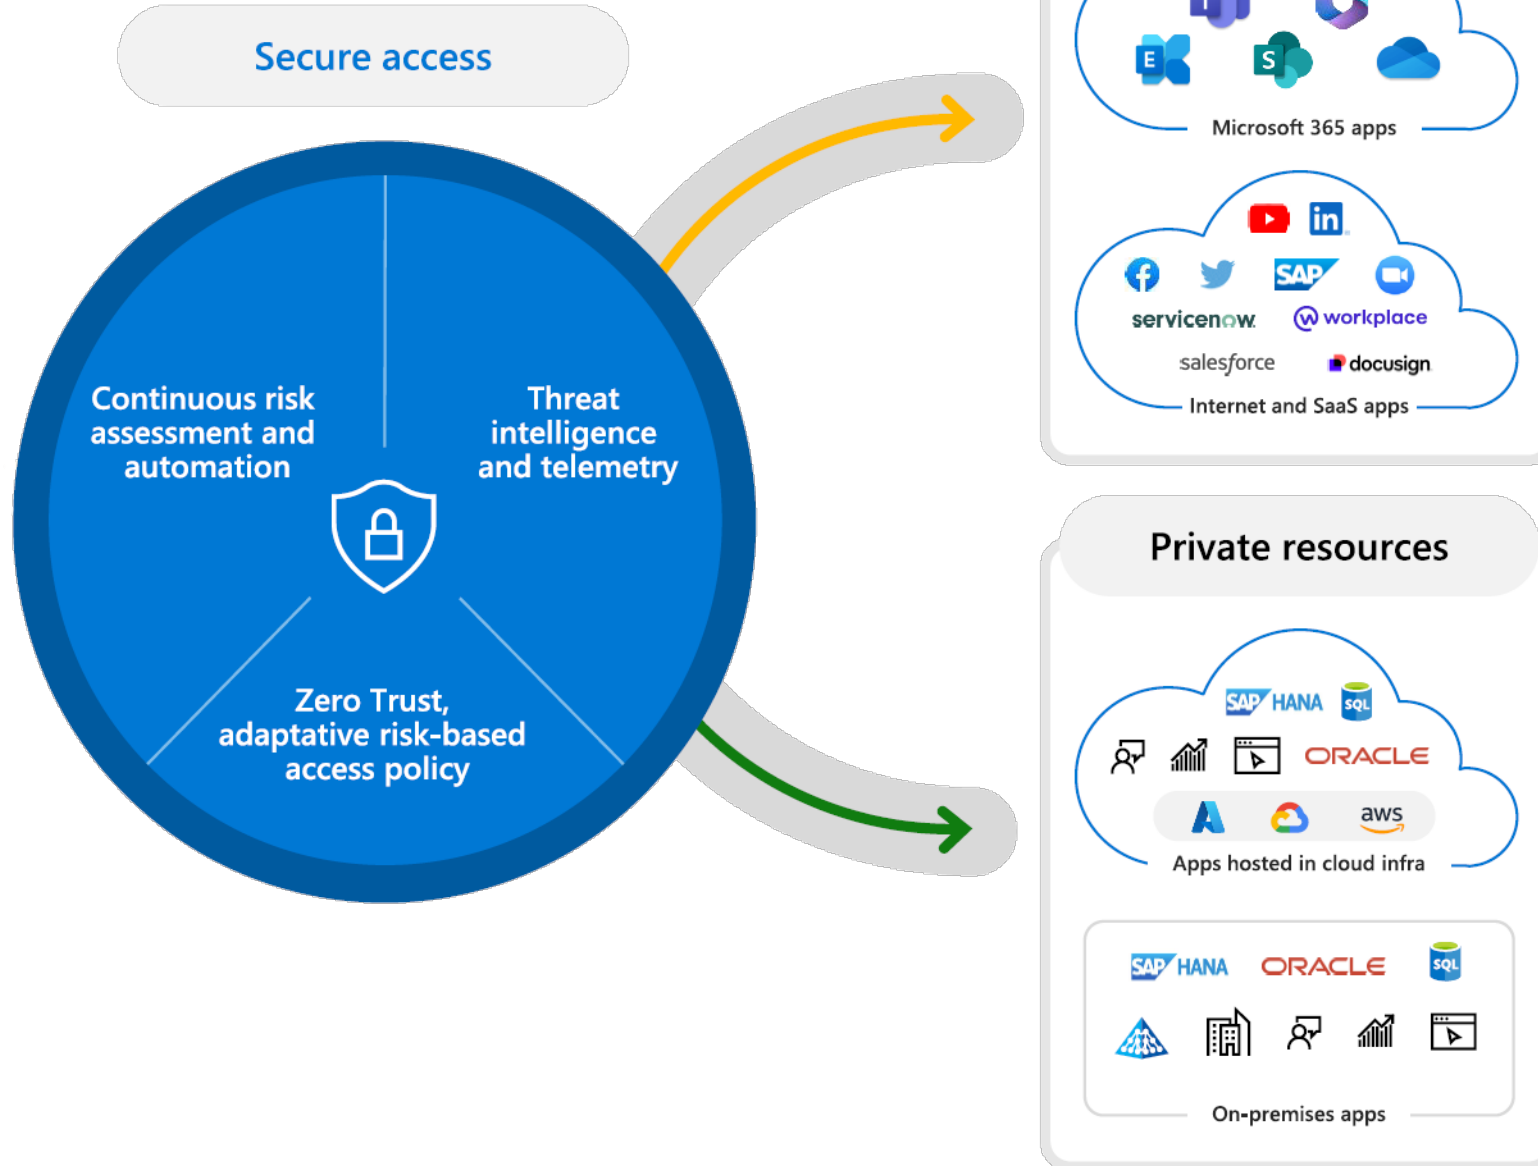 Secure access
Continuous risk
assessment and
automation
Threat
intelligence
and telemetry
Zero Trust,
adaptative risk-based
access policy
E
S
Microsoft 365 apps
in
SAP
servicenow
workplace
salesforce
docusign
Internet and SaaS apps
Private resources
SAP HANA
SQL
ORACLE
aws
Apps hosted in cloud infra
SAP HANA
ORACLE
SQL
On-premises apps